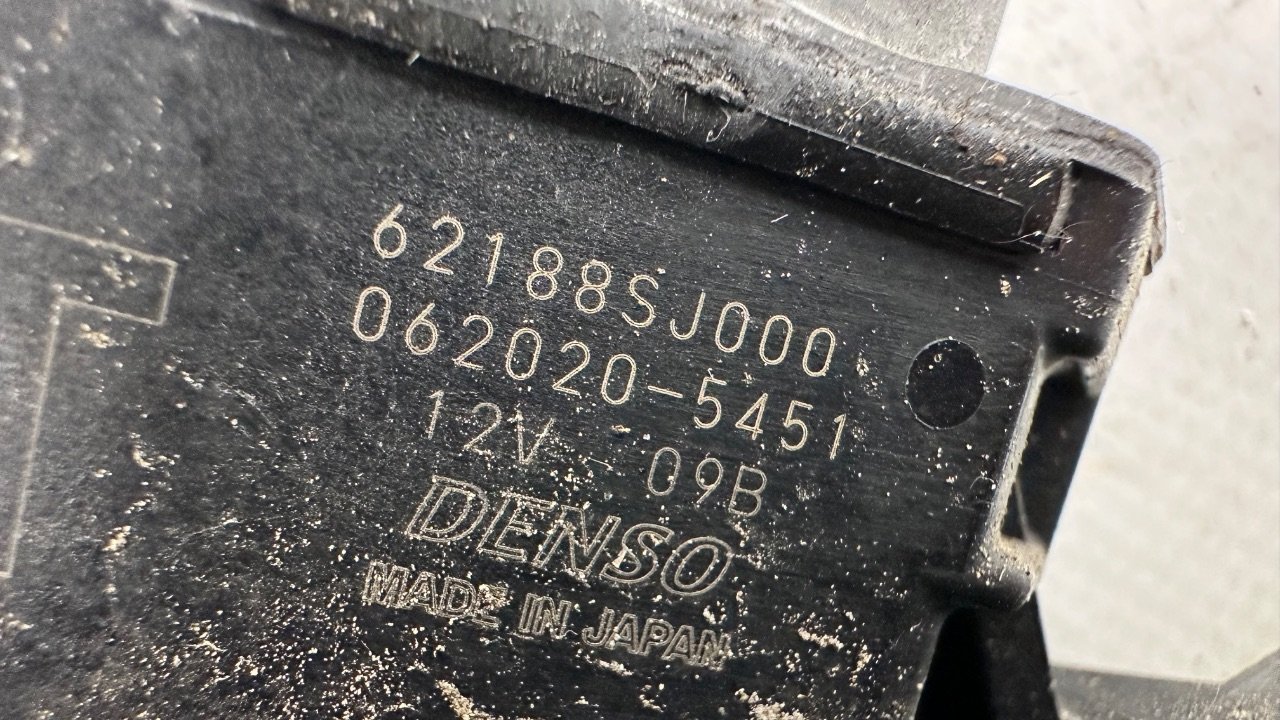 62188SJ000
062020-5451
12V 09B
DENSO
MADE IN JAPAN